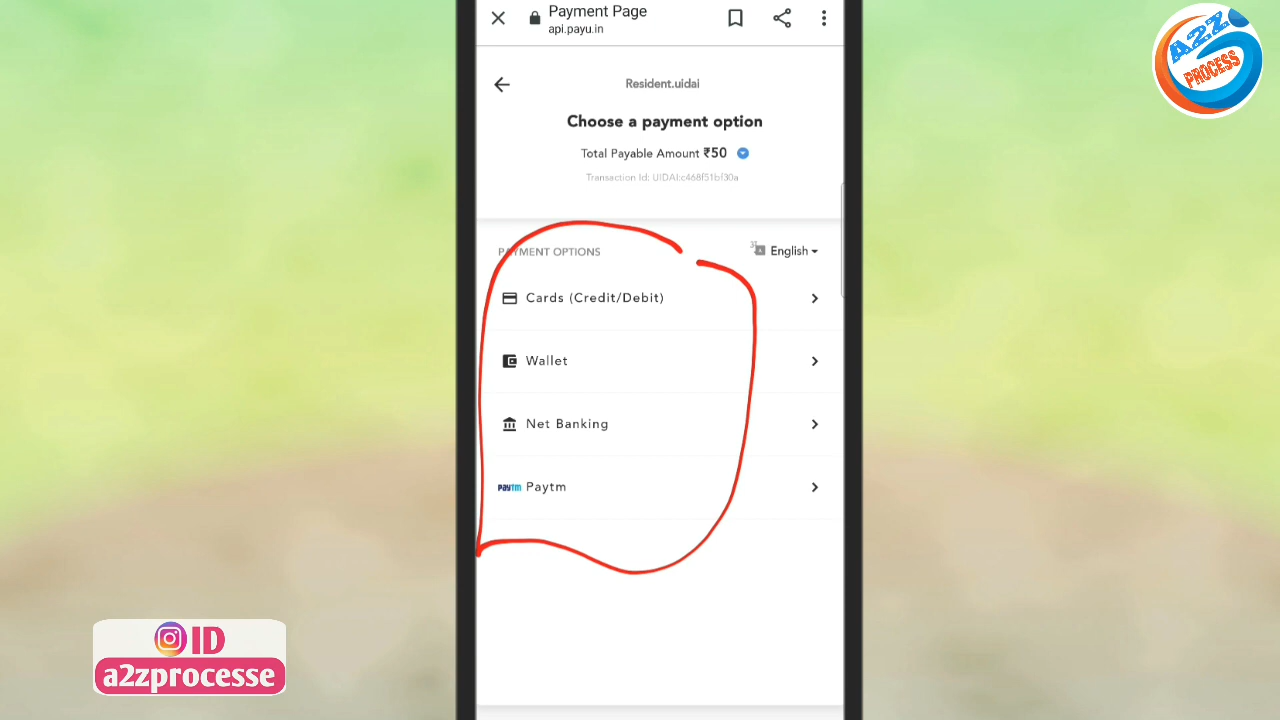 Payment Page
api.payu.in
Resident.uidai
Choose a payment option
Total Payable Amount ₹50
Transaction Id: UIDAI:c468f51bf30a
PAYMENT OPTIONS
English
Cards (Credit/Debit)
Wallet
Net Banking
Paytm Paytm
A2Z
PROCESS
ID
a2zprocesse